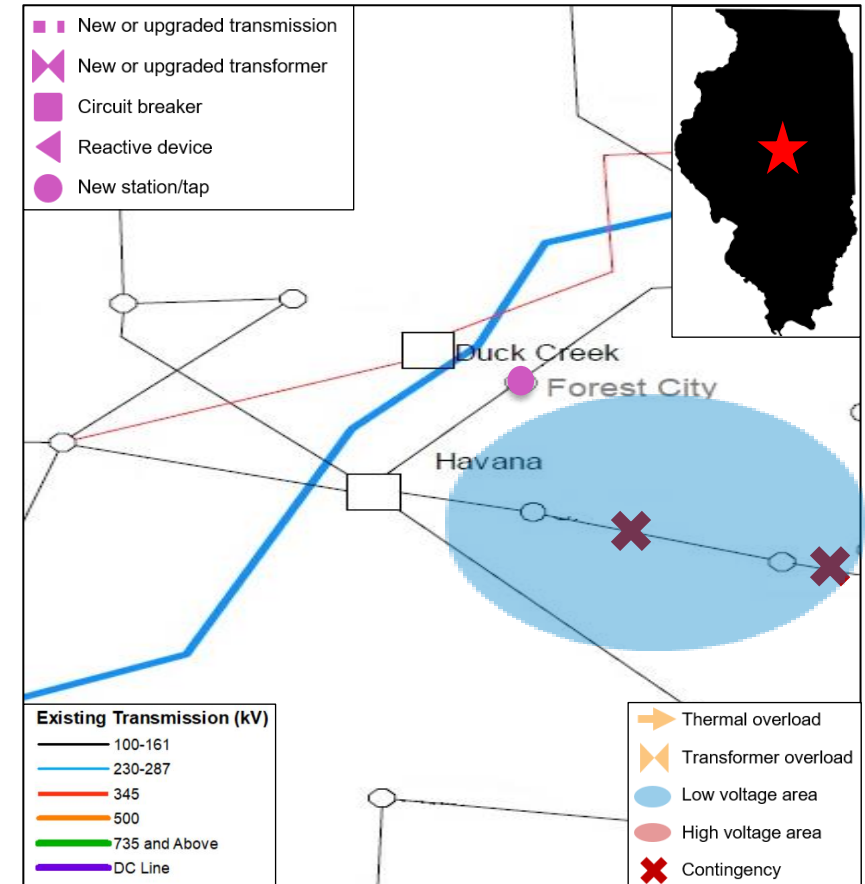 New or upgraded transmission
New or upgraded transformer
Circuit breaker
Reactive device
New station/tap
Duck Creek
Forest City
Havana
Existing Transmission (kV)
100-161
230-287
345
500
735 and Above
DC Line
Thermal overload
Transformer overload
Low voltage area
High voltage area
Contingency